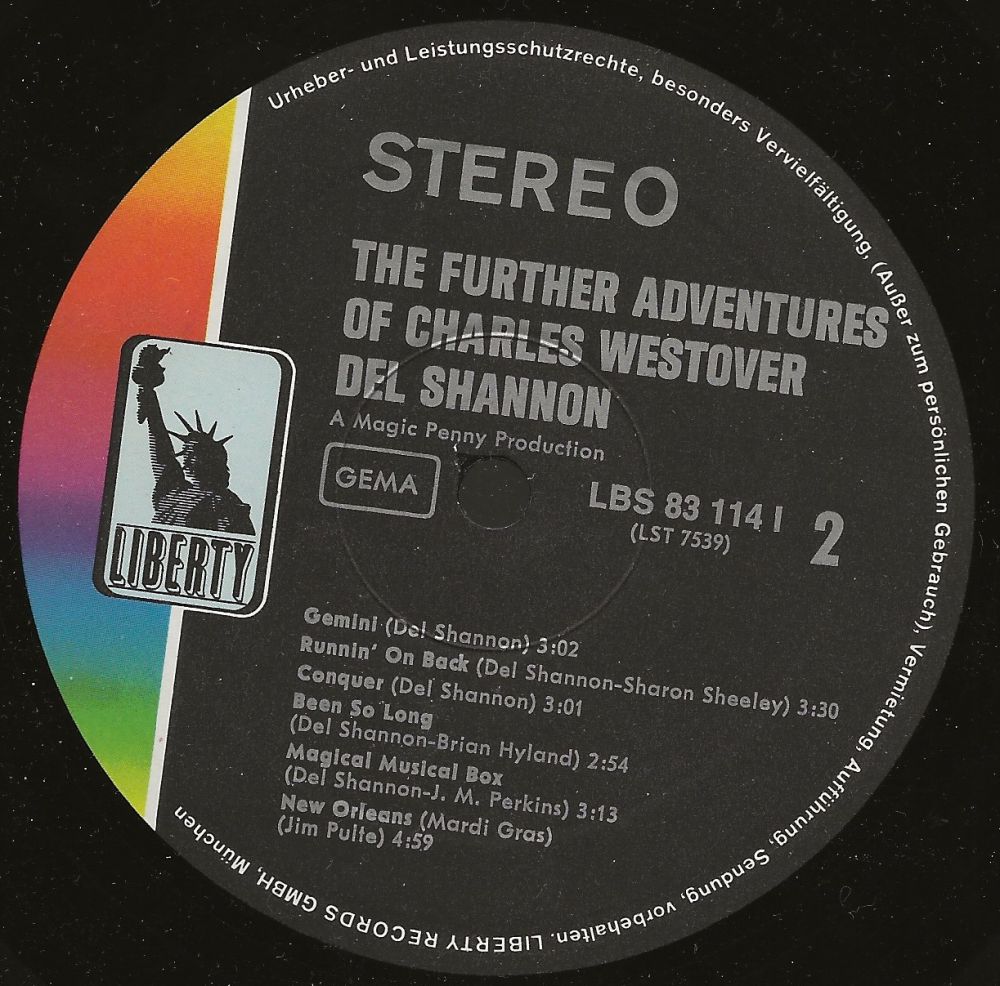 Urheber- und Leistungsschutzrechte, besonders Vervielfältigung, (Außer zum persönlichen Gebrauch), Vermietung, Aufführung, Sendung, vorbehalten. LIBERTY RECORDS GMBH, München
STEREO
THE FURTHER ADVENTURES
OF CHARLES WESTOVER
DEL SHANNON
A Magic Penny Production
GEMA
LBS 83 114 I 2
(LST 7539)
LIBERTY
Gemini (Del Shannon) 3:02
Runnin' On Back (Del Shannon-Sharon Sheeley) 3:30
Conquer (Del Shannon) 3:01
Been So Long
(Del Shannon-Brian Hyland) 2:54
Magical Musical Box
(Del Shannon-J. M. Perkins) 3:13
New Orleans (Mardi Gras)
(Jim Pulte) 4:59